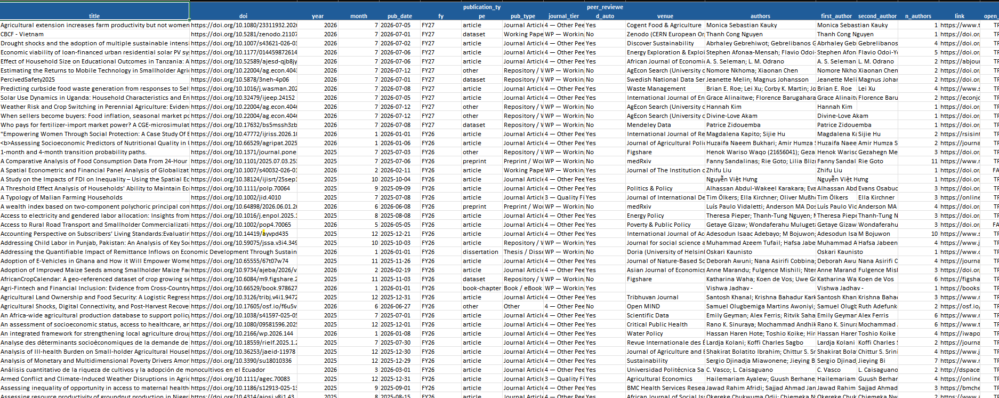 publication_ty peer_reviewe
title doi year month pub_date fy pe pub_type journal_tier d_auto venue authors first_author second_author n_authors link open_
Agricultural extension increases farm productivity but not women https://doi.org/10.1080/23311932.202 2026 7 2026-07-05 FY27 article Journal Article 4 — Other Pee Yes Cogent Food & Agriculture Monica Sebastian Kauky Monica Sebastian Kauky 1 https://www.t
CBCF - Vietnam https://doi.org/10.5281/zenodo.21107 2026 7 2026-07-01 FY27 dataset Working Pape WP — Workin No Zenodo (CERN European Or Thanh Cong Nguyen Thanh Cong Nguyen 1 https://doi.or
Drought shocks and the adoption of multiple sustainable intensi https://doi.org/10.1007/s43621-026-0 2026 7 2026-07-02 FY27 article Journal Article 4 — Other Pee Yes Discover Sustainability Abrhaley Gebrehiwot; Gebrelibanos G Abrhaley Geb Gebrelibanos 4 https://doi.or
Economic viability of loan-financed urban residential solar PV sy https://doi.org/10.1177/014459872614 2026 7 2026-07-06 FY27 article Journal Article 4 — Other Pee Yes Energy Exploration & Exploi Stephen Afonaa-Mensah; Flavio Odoi- Stephen Afon Flavio Odoi-Y 5 https://doi.or
Effect of Household Size on Educational Outcomes in Tanzania: A https://doi.org/10.52589/ajesd-qjb8jy 2026 7 2026-07-06 FY27 article Journal Article 4 — Other Pee Yes African Journal of Economi A. S. Seleman; L. M. Odrano A. S. Seleman L. M. Odrano 2 https://abjou
Estimating the Returns to Mobile Technology in Smallholder Agri https://doi.org/10.22004/ag.econ.404 2026 7 2026-07-12 FY27 other Repository / W WP — Workin No AgEcon Search (University o Nomore Nkhoma; Xiaonan Chen Nomore Nkho Xiaonan Chen 2 https://doi.or
PercivedSafety2025 https://doi.org/10.5878/3neh-4p06 2026 7 2026-07-06 FY27 dataset Repository / W WP — Workin No Swedish National Data Ser Jeanette Melin; Magnus Johansson Jeanette Meli Magnus Johan 2 https://doi.or
Predicting curbside food waste generation from responses to Sel https://doi.org/10.1016/j.wasman.202 2026 7 2026-07-08 FY27 article Journal Article 4 — Other Pee Yes Waste Management Brian E. Roe; Lei Xu; Corby K. Martin; Jo Brian E. Roe Lei Xu 4 https://www.s
Solar Use Dynamics in Uganda: Household Characteristics and En https://doi.org/10.32479/ijeep.24152 2026 7 2026-07-05 FY27 article Journal Article 4 — Other Pee Yes International Journal of En Grace Alinaitwe; Florence Barugahara Grace Alinaitv Florence Baru 2 https://econjo
Weather Risk and Crop Switching in Perennial Agriculture: Eviden https://doi.org/10.22004/ag.econ.404 2026 7 2026-07-12 FY27 other Repository / W WP — Workin No AgEcon Search (University o Hannah Kim Hannah Kim 1 https://doi.or
When sellers become buyers: Food inflation, seasonal market po https://doi.org/10.22004/ag.econ.404 2026 7 2026-07-12 FY27 other Repository / W WP — Workin No AgEcon Search (University o Divine-Love Akam Divine-Love Akam 1 https://doi.or
Who pays for fertilizer-import market power? A CGE-microsimulat https://doi.org/10.17632/bs5mssh3zb 2026 7 2026-07-08 FY27 dataset Repository / W WP — Workin No Mendeley Data Patrice Zidouemba Patrice Zidouemba 1 https://doi.or
"Empowering Women Through Social Protection: A Case Study Of E https://doi.org/10.47772/ijriss.2026.10 2026 1 2026-01-01 FY26 article Journal Article 4 — Other Pee Yes International Journal of Re Magdalena Kapito; Sijie Hu Magdalena Ka Sijie Hu 2 https://rsisint
<b>Assessing Socioeconomic Predictors of Nutritional Quality in U https://doi.org/10.66529/agripat.2025 2026 1 2026-01-06 FY26 article Journal Article 4 — Other Pee Yes Journal of Agricultural Poli Huzaifa Naeem Bukhari; Amir Humza S Huzaifa Naee Amir Humza S 2 https://journa
1-month and 4-month transition probability paths. https://doi.org/10.1371/journal.pone 2025 7 2025-07-03 FY26 other Repository / W WP — Workin No Figshare Henok Wariso Waqo (21656041); Geza Henok Wariso Gezahegn Me 3 https://doi.or
A Comparative Analysis of Food Consumption Data From 24-Hour https://doi.org/10.1101/2025.07.03.25 2025 7 2025-07-06 FY26 preprint Preprint / Wor WP — Workin No medRxiv Fanny Sandalinas; Rie Goto; Lilia Bliz Fanny Sandal Rie Goto 11 https://www.r
A Spatial Econometric and Financial Panel Analysis of Globalizat https://doi.org/10.1007/s40032-026-01 2026 2 2026-02-11 FY26 article Working Pape WP — Workin Yes Journal of The Institution o Zhifu Liu Zhifu Liu 1 https://doi.or FA
A Study on the Impacts of FDI on Inequality – Using the Spatial Ec https://doi.org/10.38124/ijisrt/25sep1 2025 10 2025-10-04 FY26 article Journal Article 4 — Other Pee Yes Nguyễn Việt Hưng Nguyễn Việt Hưng 1 https://doi.or
A Threshold Effect Analysis of Households' Ability to Maintain Ec https://doi.org/10.1111/polp.70064 2025 9 2025-09-09 FY26 article Journal Article 4 — Other Pee Yes Politics & Policy Alhassan Abdul-Wakeel Karakara; Eva Alhassan Abd Evans Osabuo 3 https://doi.or
A Typology of Malian Farming Households https://doi.org/10.1002/jid.4010 2025 7 2025-07-08 FY26 article Journal Article 3 — Quality Fi Yes Journal of International De Tim Ölkers; Ella Kirchner; Oliver Mußh Tim Ölkers Ella Kirchner 3 https://online
A wealth index based on two-component polychoric principal com https://doi.org/10.64898/2026.06.01.2 2026 6 2026-06-08 FY26 preprint Preprint / Wor WP — Workin No medRxiv Luís Paulo Vidaletti; Anderson MA Dos Luís Paulo Vid Anderson MA 4 https://doi.or
Access to electricity and gendered labor allocation: Insights from https://doi.org/10.1016/j.enpol.2025.1 2025 8 2025-08-08 FY26 article Journal Article 4 — Other Pee Yes Energy Policy Theresa Pieper; Thanh-Tung Nguyen; Theresa Piepe Thanh-Tung N 3 https://doi.or
Access to Rural Road Transport and Smallholder Commercializati https://doi.org/10.1002/pop4.70065 2026 5 2026-05-05 FY26 article Journal Article 4 — Other Pee Yes Poverty & Public Policy Getaye Gizaw; Wondaferahu Muluget Getaye Gizaw Wondaferahu 3 https://doi.or FA
Accounting Perspective on Subscribers’ Living Standards:Evaluatin https://doi.org/10.14419/ayvpd435 2025 12 2025-12-21 FY26 article Journal Article 4 — Other Pee Yes International Journal of Ac Adesodun Isaac Adebayo; M Bojuwon; Adesodun Isa M Bojuwon 10 https://www.s
Addressing Child Labor in Punjab, Pakistan: An Analysis of Key So https://doi.org/10.59075/jssa.v3i4.349 2025 10 2025-10-03 FY26 article Journal Article 4 — Other Pee Yes Journal for social science a Muhammad Azeem Tufail; Hafsa Jabe Muhammad A Hafsa Jabeen 4 https://www.j
Addressing the Quantifiable Impact of Remittance Inflows on Economic Development Through Sustain 2026 1 2026-01-01 FY26 dissertation Thesis / Disse WP — Workin No Doria (University of Helsin Oskari Kaunisto Oskari Kaunisto 1 https://www.c
Adoption of E-Vehicles in Ghana and How it Will Empower Wome https://doi.org/10.65555/67t07w74 2025 11 2025-11-26 FY26 article Journal Article 4 — Other Pee Yes Journal of Nature-Based So Deborah Awuni; Nana Asirifi Cobbina; Deborah Awu Nana Asirifi C 4 https://journa
Adoption of Improved Maize Seeds among Smallholder Maize Fa https://doi.org/10.9734/ajeba/2026/v 2026 2 2026-02-19 FY26 article Journal Article 4 — Other Pee Yes Asian Journal of Economics Anne Marandu; Fulgence Mishili; Nter Anne Marand Fulgence Mish 3 https://doi.or
AfricanCropCalendar: A geo-referenced dataset of crop growing se https://doi.org/10.6084/m9.figshare.2 2025 11 2025-11-03 FY26 dataset Repository / W WP — Workin No Figshare Katharina Waha; Koen de Vos; Uwe Gr Katharina Wa Koen de Vos 6 https://figsha
Agri-Fintech and Financial Inclusion: Evidence from Cross-Country https://doi.org/10.66529/book.978627 2026 1 2026-01-01 FY26 book-chapter Book / eBook WP — Workin Yes Vishwa Jadhav - Vishwa Jadhav - 1 https://books
Agricultural Land Ownership and Food Security: A Logistic Regress https://doi.org/10.3126/tribj.v4i1.9472 2025 12 2025-12-31 FY26 article Journal Article 4 — Other Pee Yes Tribhuvan Journal Santosh Khanal; Krishna Bahadur Kark Santosh Khan Krishna Baha 3 https://www.r
Agricultural Shocks, Digital Connectivity, and Post-Harvest Recove https://doi.org/10.17605/osf.io/f6u5v 2026 6 2026-06-27 FY26 other Other 4 — Other Pee No Open MIND Samuel Olugbemiga Martins Awoniyi; Samuel Olugb Ruth Adefunk 2 https://osf.io/
An Africa-wide agricultural production database to support policy https://doi.org/10.1038/s41597-025-05 2025 7 2025-07-01 FY26 article Journal Article 4 — Other Pee Yes Scientific Data Emily Geyman; Alex Ferris; Ritvik Saha Emily Geyman Alex Ferris 6 https://www.r
An assessment of socioeconomic status, access to healthcare, ar https://doi.org/10.1080/09581596.202 2025 12 2025-12-01 FY26 article Journal Article 4 — Other Pee Yes Critical Public Health Rano K. Sinuraya; Mochammad Andhik Rano K. Sinura Mochammad 6 https://www.t
An integrated framework for strengthening local agriculture drou https://doi.org/10.2166/wp.2026.144 2026 1 2026-01-08 FY26 article Journal Article 4 — Other Pee Yes Water Policy Hassan Haren Hote; Toshio Koike; Hir Hassan Harer Toshio Koike 4 https://iwapo
Analyse des déterminants socioéconomiques de la demande de https://doi.org/10.18559/rielf.2025.1.2 2025 7 2025-07-30 FY26 article Journal Article 4 — Other Pee Yes Revue Internationale des É Lardja Kolani; Koffi Charles Sagbo Lardja Kolani Koffi Charles S 2 https://journa
Analysis of III-health Burden on Small-holder Agricultural Househ https://doi.org/10.36253/jaeid-11978 2025 12 2025-12-30 FY26 article Journal Article 4 — Other Pee Yes Journal of Agriculture and E Shakirat Bolatito Ibrahim; Chittur S. Sr Shakirat Bolat Chittur S. Srini 2 https://www.j
Analysis of Monetary and Multidimensional Poverty Drivers Amor https://doi.org/10.3390/su18010336 2025 12 2025-12-29 FY26 article Journal Article 4 — Other Pee Yes Sustainability Sergio Djinadja Miawonene; Jieying B Sergio Djinadj Jieying Bi 7 https://www.r
Análisis cuantitativo de la riqueza de cultivos y la adopción de monocultivos en el Ecuador 2026 3 2026-03-01 FY26 article Journal Article 4 — Other Pee Yes Universidad Politécnica Sa C. Vasco; L. Caisaguano C. Vasco L. Caisaguano 2 http://dspace
Armed Conflict and Climate-Induced Weather Disruptions in Agric https://doi.org/10.1111/agec.70083 2025 12 2025-12-31 FY26 article Journal Article 3 — Quality Fi Yes Agricultural Economics Hailemariam Ayalew; Guush Berhane, Hailemariam Guush Berhar 4 https://online
Assessing inequality of opportunity in access to maternal health https://doi.org/10.1186/s12913-025-13 2025 9 2025-09-01 FY26 article Journal Article 4 — Other Pee Yes BMC Health Services Resea Jawad Rahim Afridi; Sajjad Ahmad Jan Jawad Rahim Sajjad Ahmad 3 https://bmche
Assessing resource productivity of groundnut production in Niger https://doi.org/10.4314/ajosi.v8i1.43 2025 8 2025-08-15 FY26 article Journal Article 4 — Other Pee Yes African Journal of Social Is Okereke Chukwuma Odii; Chiemeka N Okereke Chuk Chiemeka Nw 2 https://www